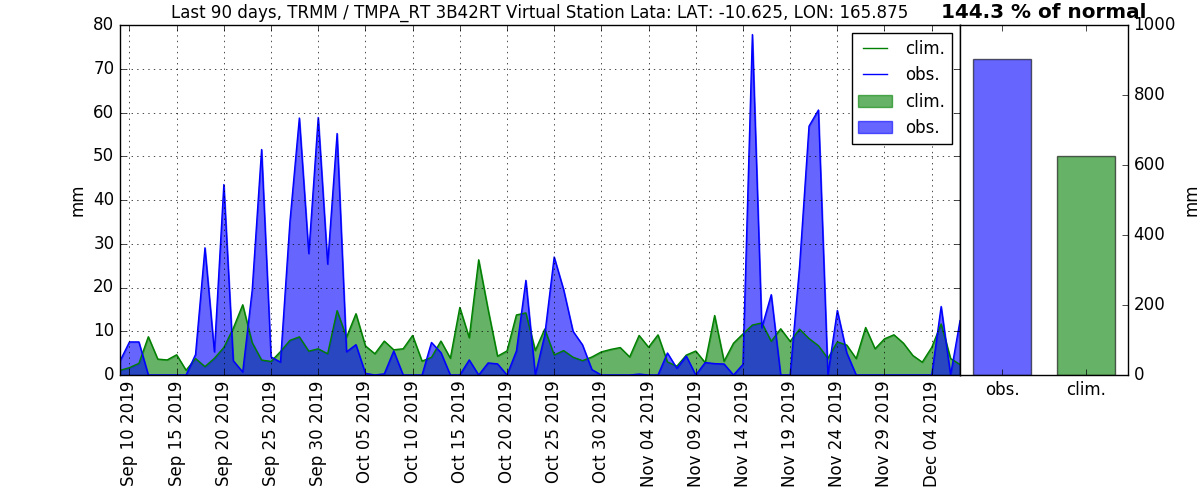 Last 90 days, TRMM / TMPA_RT 3B42RT Virtual Station Lata: LAT: -10.625, LON: 165.875
144.3 % of normal
80
70
60
50
40
30
20
10
0
mm
clim.
obs.
clim.
obs.
Sep 10 2019
Sep 15 2019
Sep 20 2019
Sep 25 2019
Sep 30 2019
Oct 05 2019
Oct 10 2019
Oct 15 2019
Oct 20 2019
Oct 25 2019
Oct 30 2019
Nov 04 2019
Nov 09 2019
Nov 14 2019
Nov 19 2019
Nov 24 2019
Nov 29 2019
Dec 04 2019
1000
800
600
400
200
0
mm
obs.
clim.